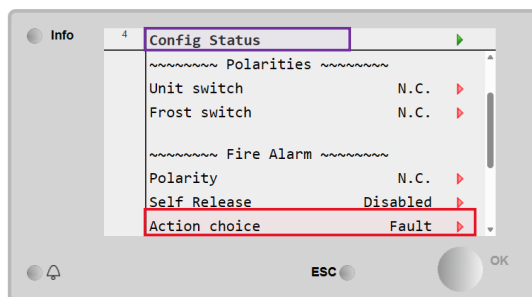 Info
4 Config Status
~~~~~~~~ Polarities ~~~~~~~~
Unit switch N.C.
Frost switch N.C.
~~~~~~~~ Fire Alarm ~~~~~~~~
Polarity N.C.
Self Release Disabled
Action choice Fault
OK
ESC